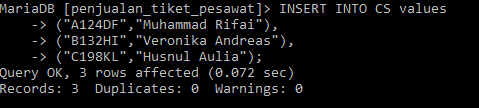 MariaDB [penjualan_tiket_pesawat]> INSERT INTO CS values
    -> ("A124DF","Muhammad Rifai"),
    -> ("B132HI","Veronika Andreas"),
    -> ("C198KL","Husnul Aulia");
Query OK, 3 rows affected (0.072 sec)
Records: 3  Duplicates: 0  Warnings: 0